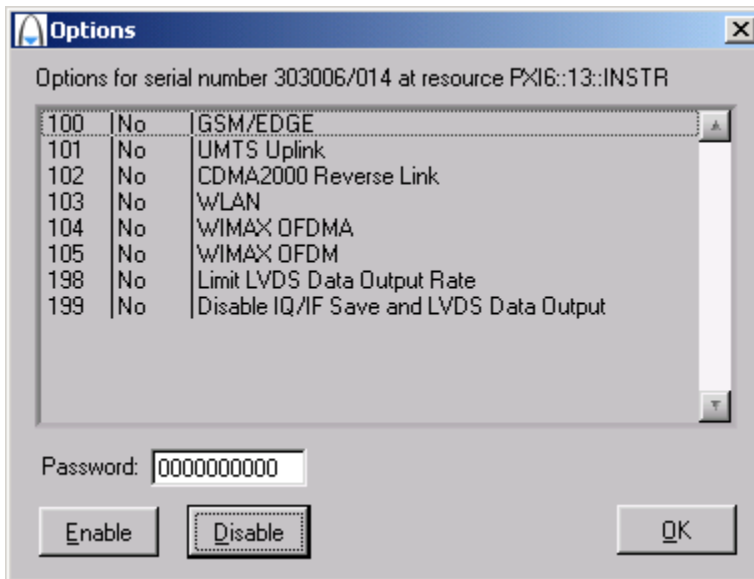 Options
Options for serial number 303006/014 at resource PXI6::13::INSTR
100 No GSM/EDGE
101 No UMTS Uplink
102 No CDMA2000 Reverse Link
103 No WLAN
104 No WIMAX OFDMA
105 No WIMAX OFDM
198 No Limit LVDS Data Output Rate
199 No Disable IQ/IF Save and LVDS Data Output
Password: 0000000000
Enable Disable OK